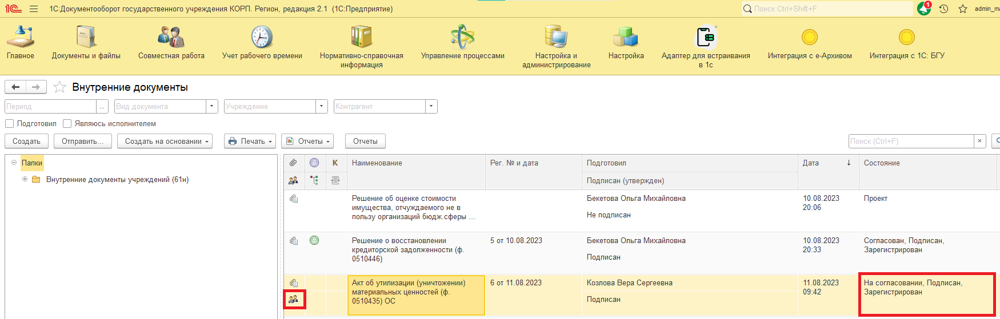 1С:Документооборот государственного учреждения КОРП. Регион, редакция 2.1 (1С:Предприятие)
Поиск Ctrl+Shift+F
1
Главное
Документы и файлы
Совместная работа
Учет рабочего времени
Нормативно-справочная
информация
Управление процессами
Настройка и
администрирование
Настройка
Адаптер для встраивания
в 1с
Интеграция с е-Архивом
Интеграция с 1С: БГУ
Внутренние документы
Период
...
Вид документа
Учреждение
Контрагент
Подготовил
Являюсь исполнителем
Создать
Отправить...
Создать на основании
Печать
Отчеты
Отчеты
Поиск (Ctrl+F)
×
Папки
Внутренние документы учреждений (61н)
К
Наименование
Рег. № и дата
Подготовил
Дата
Состояние
Подписан (утвержден)
Решение об оценке стоимости
имущества, отчуждаемого не в
пользу организаций бюдж.сферы ...
Бекетова Ольга Михайловна
Не подписан
10.08.2023
20:06
Проект
Решение о восстановлении
кредиторской задолженности (ф.
0510446)
5 от 10.08.2023
Бекетова Ольга Михайловна
Подписан
10.08.2023
20:33
Согласован, Подписан,
Зарегистрирован
Акт об утилизации (уничтожении)
материальных ценностей (ф.
0510435) ОС
6 от 11.08.2023
Козлова Вера Сергеевна
Подписан
11.08.2023
09:42
На согласовании, Подписан,
Зарегистрирован